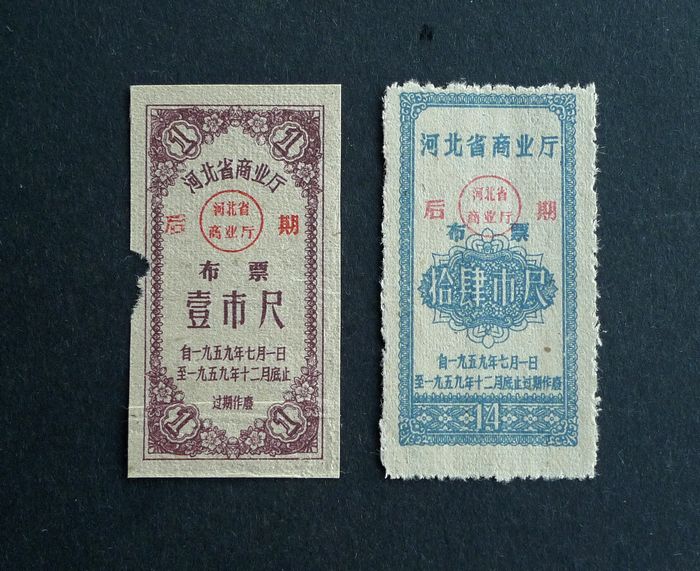 1 1
河北省商业厅
河北省
商业厅
后 期
布 票
壹市尺
自一九五九年七月一日
至一九五九年十二月底止
过期作廢
1 1
河北省商业厅
河北省
商业厅
后 期
布 票
拾肆市尺
自一九五九年七月一日
至一九五九年十二月底止过期作廢
14